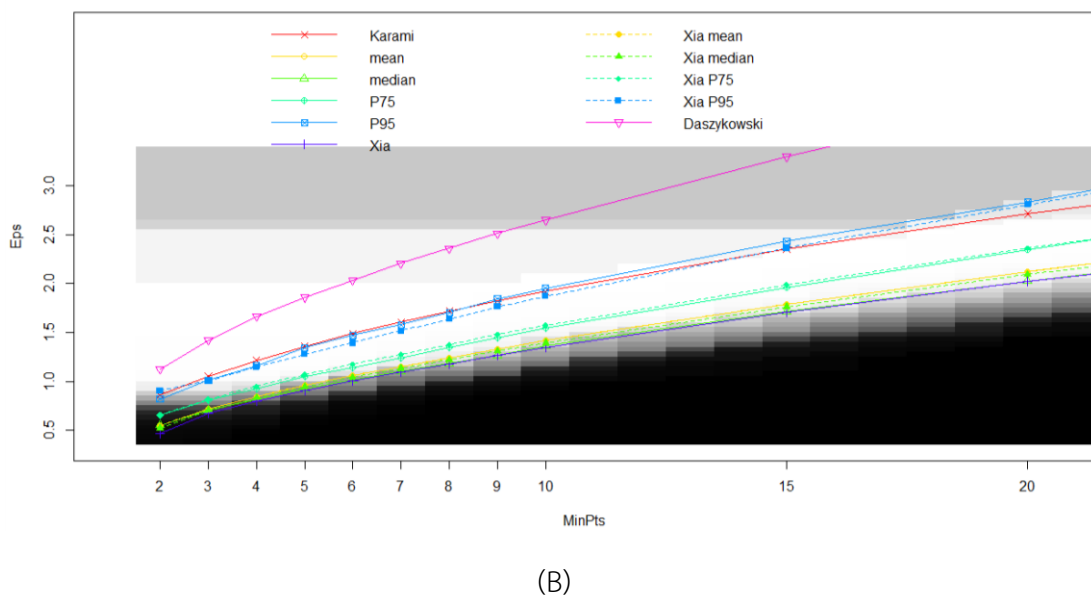 Karami
mean
median
P75
P95
Xia
Xia mean
Xia median
Xia P75
Xia P95
Daszykowski
Eps
3.0
2.5
2.0
1.5
1.0
0.5
2 3 4 5 6 7 8 9 10 15 20
MinPts
(B)